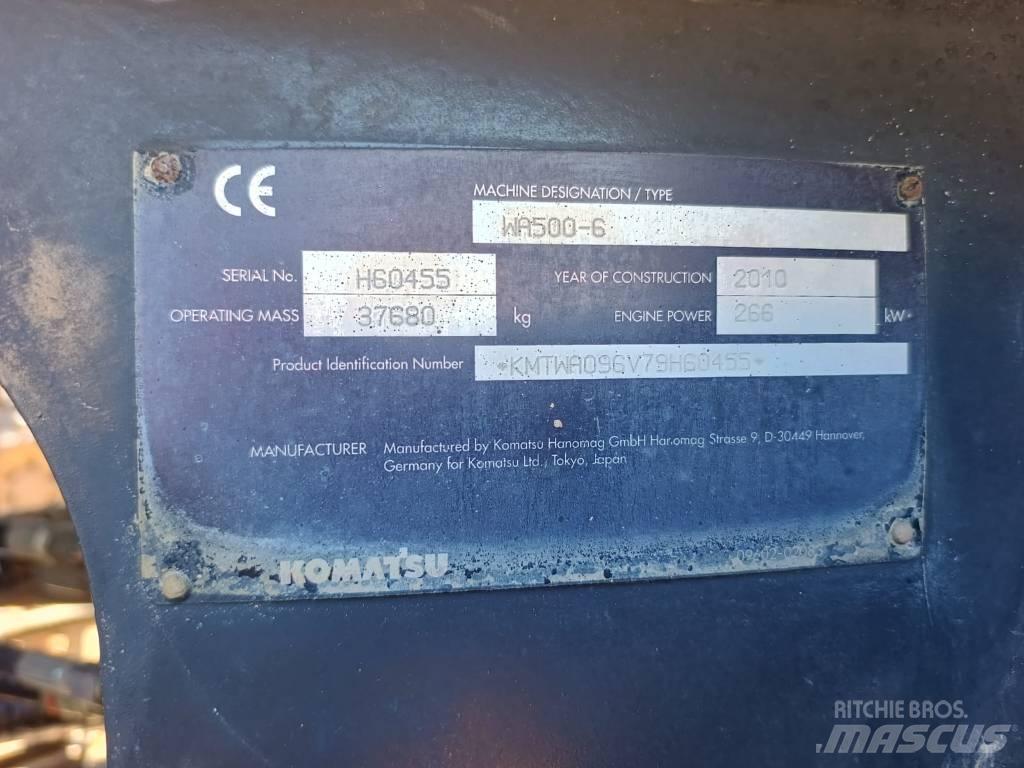 CE
MACHINE DESIGNATION / TYPE
WA500-6
SERIAL No. H60455 YEAR OF CONSTRUCTION 2010
OPERATING MASS 37680 kg ENGINE POWER 266 kW
Product Identification Number *KMTWA096V79H60455*
MANUFACTURER Manufactured by Komatsu Hanomag GmbH Hanomag Strasse 9, D-30449 Hannover,
Germany for Komatsu Ltd., Tokyo, Japan
KOMATSU
RITCHIE BROS.
MASCUS